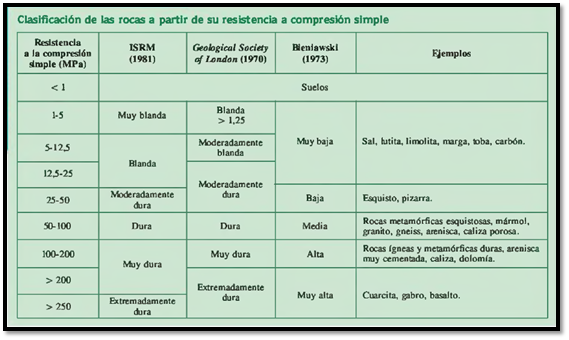 Clasificación de las rocas a partir de su resistencia a compresión simple
Resistencia a la compresión simple (MPa)
ISRM (1981)
Geological Society of London (1970)
Bieniawski (1973)
Ejemplos
< 1
Suelos
1-5
Muy blanda
Blanda > 1,25
Muy baja
Sal, lutita, limolita, marga, toba, carbón.
5-12,5
Blanda
Moderadamente blanda
12,5-25
Moderadamente dura
25-50
Moderadamente dura
Baja
Esquisto, pizarra.
50-100
Dura
Dura
Media
Rocas metamórficas esquistosas, mármol,
granito, gneiss, arenisca, caliza porosa.
100-200
Muy dura
Muy dura
Alta
Rocas ígneas y metamórficas duras, arenisca
muy cementada, caliza, dolomía.
> 200
Extremadamente dura
Muy alta
Cuarcita, gabro, basalto.
> 250
Extremadamente dura